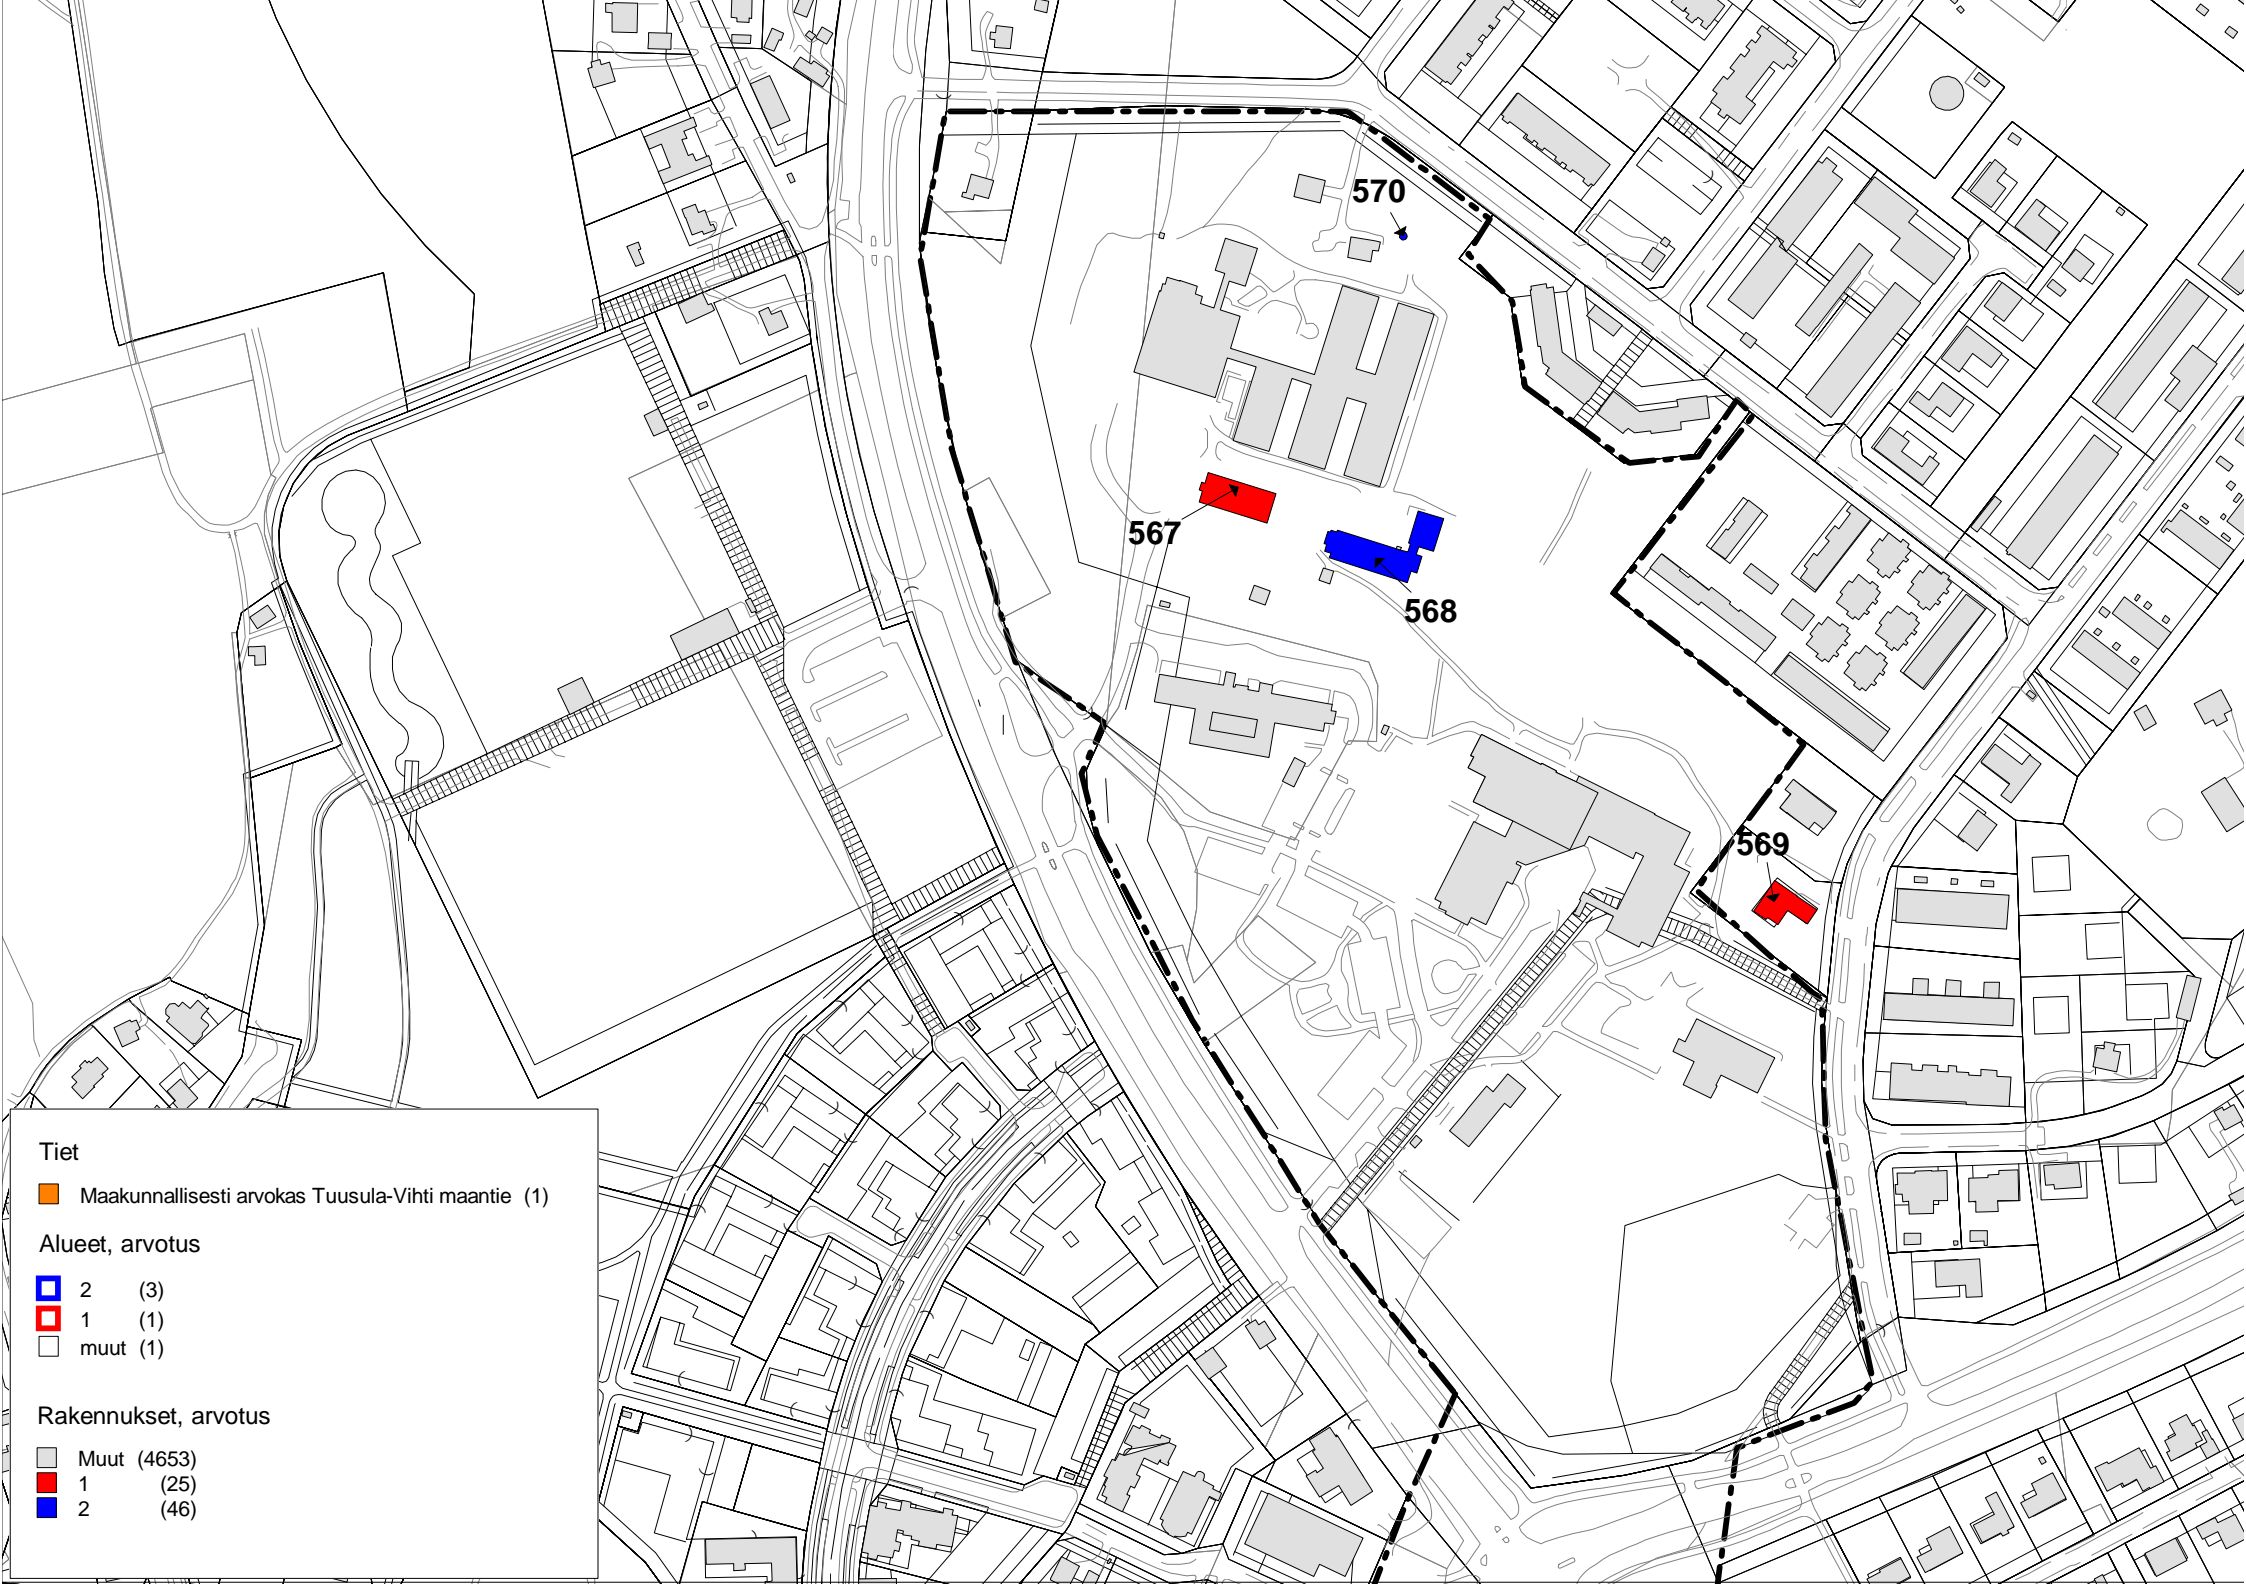 570
567
568
569
Tiet
Maakunnallisesti arvokas Tuusula-Vihti maantie (1)
Alueet, arvotus
2 (3)
1 (1)
muut (1)
Rakennukset, arvotus
Muut (4653)
1 (25)
2 (46)